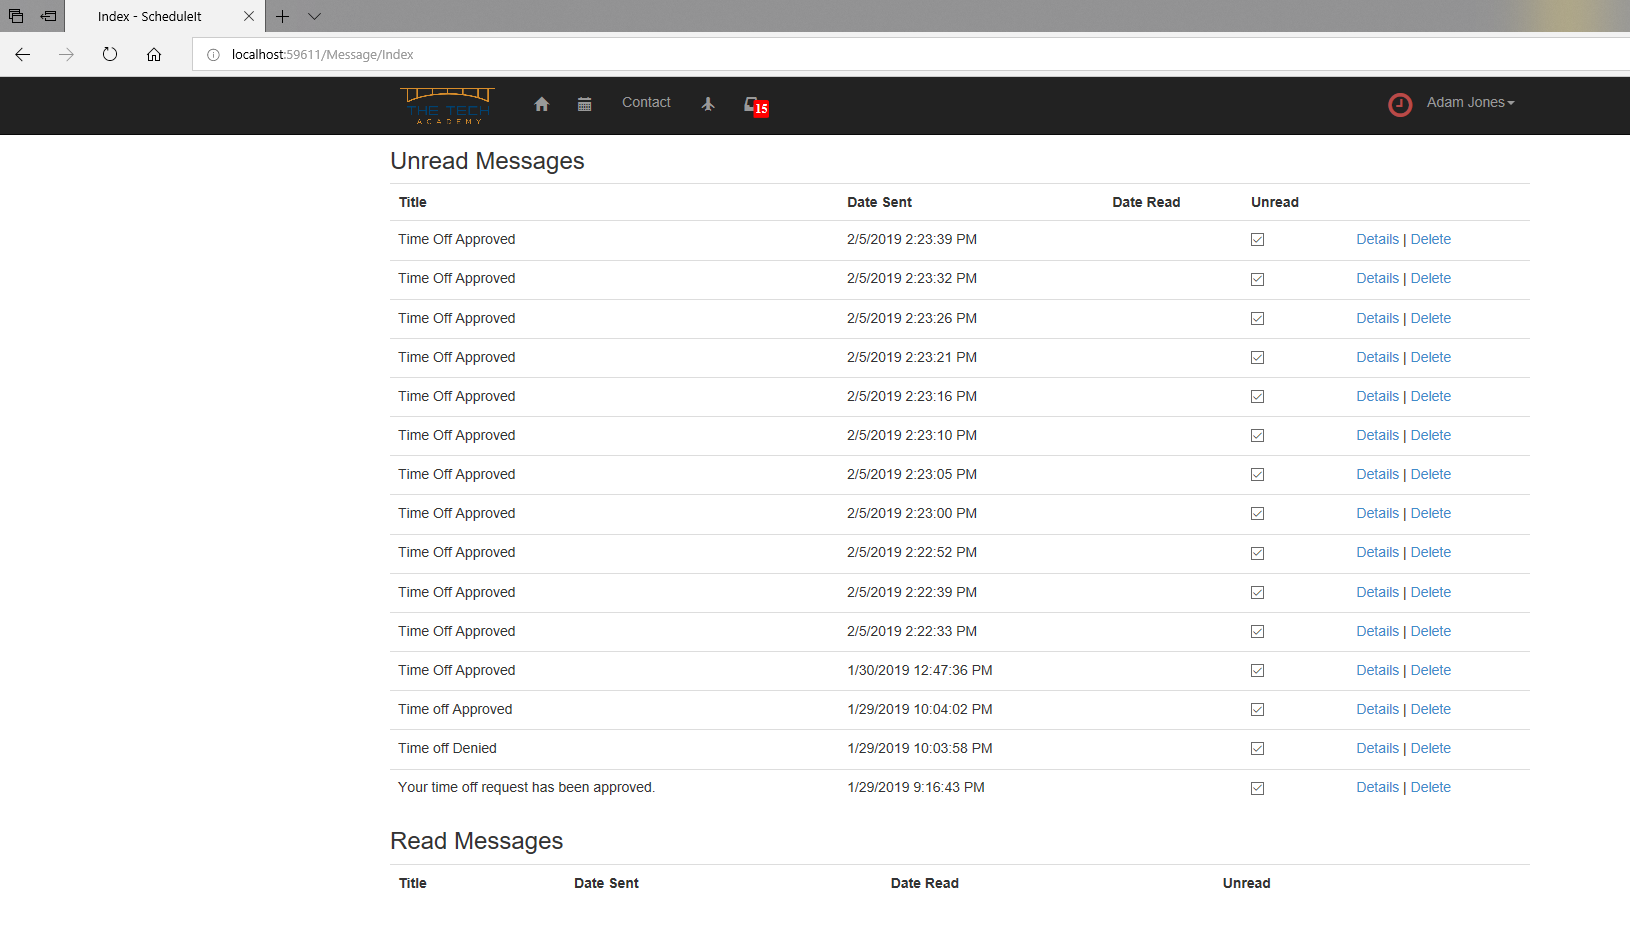 Index - ScheduleIt
localhost:59611/Message/Index
THE TECH ACADEMY
Contact
15
Adam Jones
Unread Messages
Title Date Sent Date Read Unread
Time Off Approved 2/5/2019 2:23:39 PM Details | Delete
Time Off Approved 2/5/2019 2:23:32 PM Details | Delete
Time Off Approved 2/5/2019 2:23:26 PM Details | Delete
Time Off Approved 2/5/2019 2:23:21 PM Details | Delete
Time Off Approved 2/5/2019 2:23:16 PM Details | Delete
Time Off Approved 2/5/2019 2:23:10 PM Details | Delete
Time Off Approved 2/5/2019 2:23:05 PM Details | Delete
Time Off Approved 2/5/2019 2:23:00 PM Details | Delete
Time Off Approved 2/5/2019 2:22:52 PM Details | Delete
Time Off Approved 2/5/2019 2:22:39 PM Details | Delete
Time Off Approved 2/5/2019 2:22:33 PM Details | Delete
Time Off Approved 1/30/2019 12:47:36 PM Details | Delete
Time off Approved 1/29/2019 10:04:02 PM Details | Delete
Time off Denied 1/29/2019 10:03:58 PM Details | Delete
Your time off request has been approved. 1/29/2019 9:16:43 PM Details | Delete
Read Messages
Title Date Sent Date Read Unread